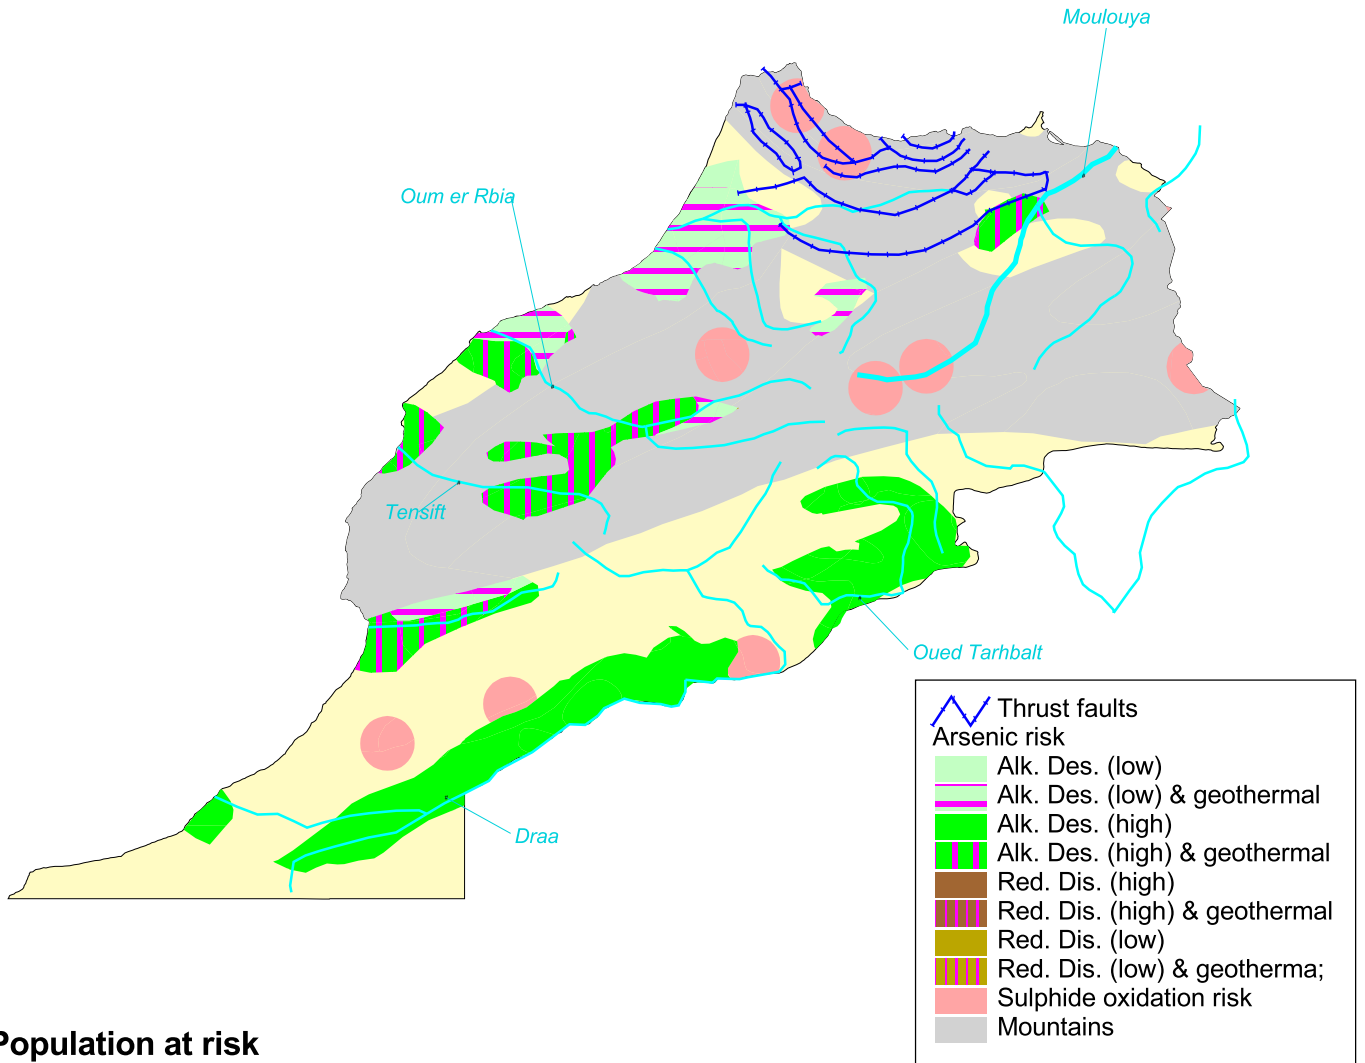 Moulouya
Oum er Rbia
Tensift
Oued Tarhbalt
Draa
Thrust faults
Arsenic risk
Alk. Des. (low)
Alk. Des. (low) & geothermal
Alk. Des. (high)
Alk. Des. (high) & geothermal
Red. Dis. (high)
Red. Dis. (high) & geothermal
Red. Dis. (low)
Red. Dis. (low) & geotherma;
Sulphide oxidation risk
Mountains
Population at risk